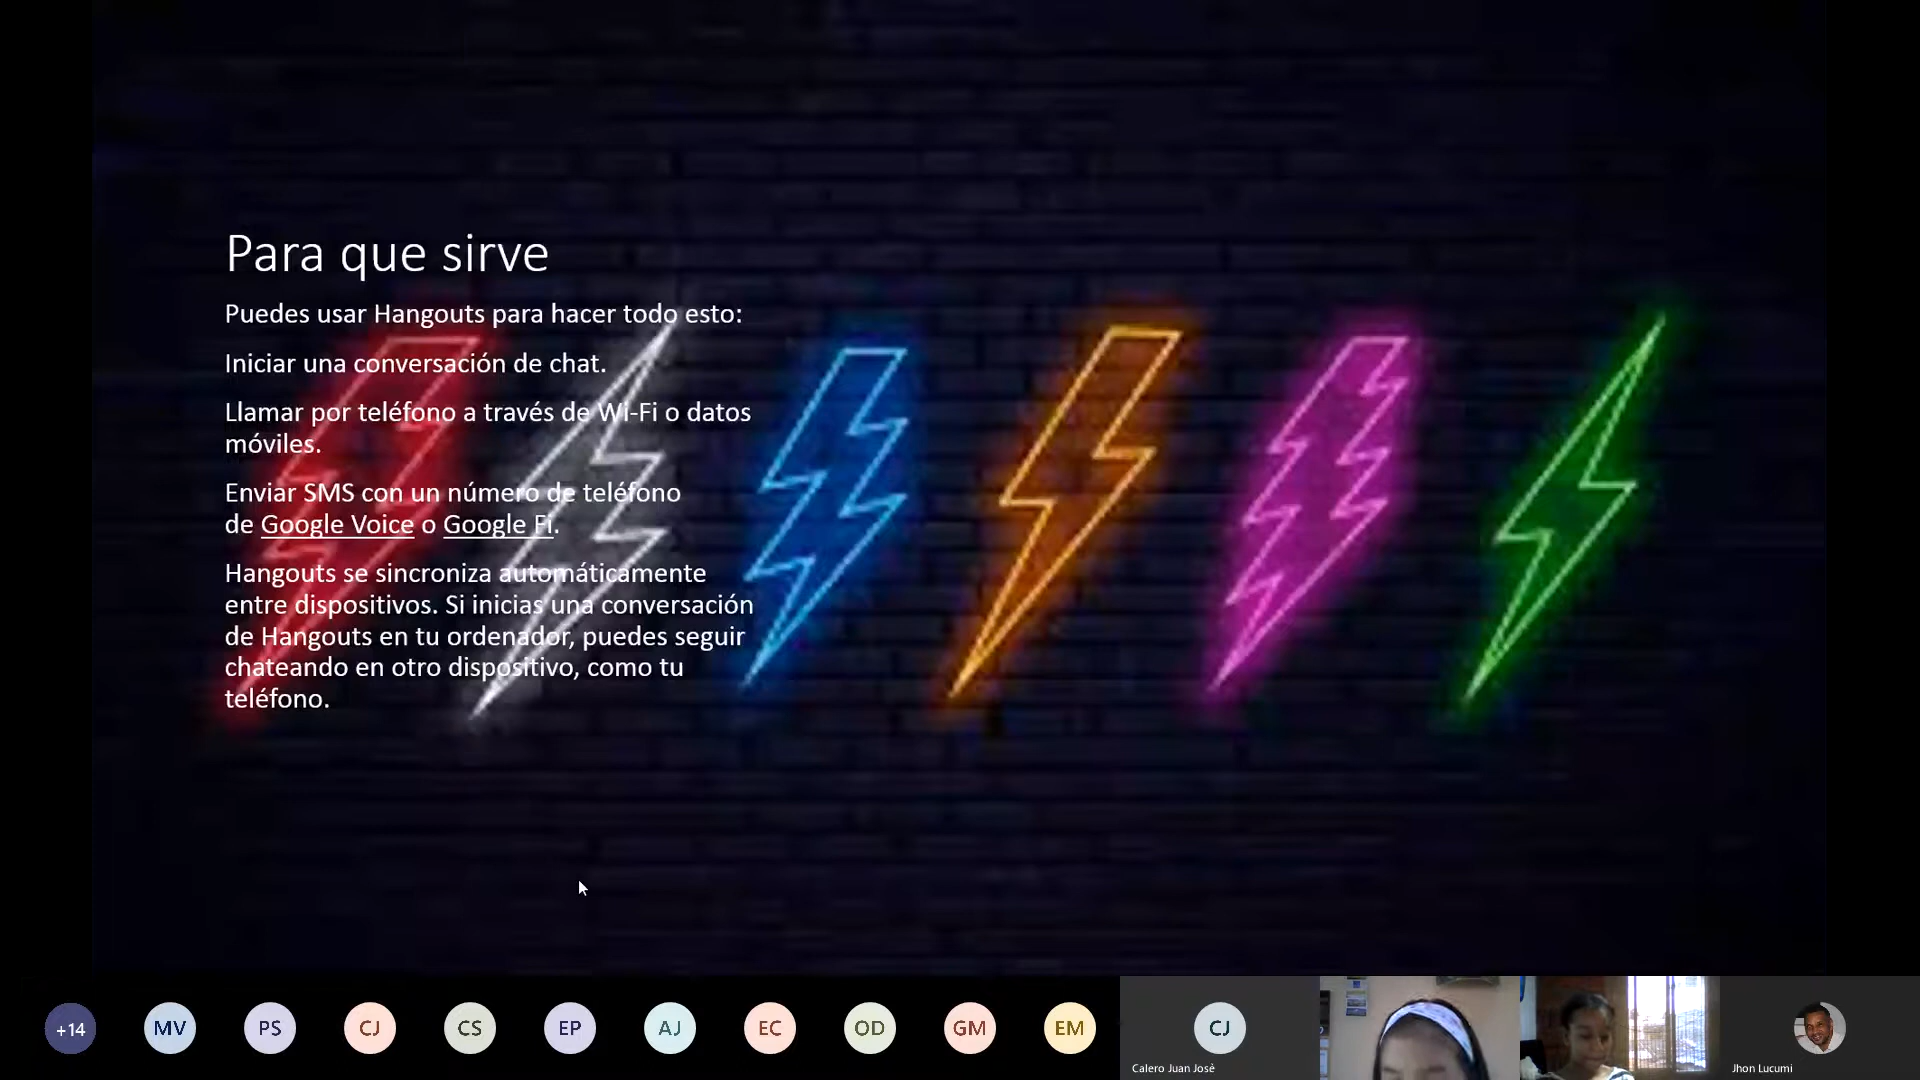 Para que sirve
Puedes usar Hangouts para hacer todo esto:
Iniciar una conversación de chat.
Llamar por teléfono a través de Wi-Fi o datos
móviles.
Enviar SMS con un número de teléfono
de Google Voice o Google Fi.
Hangouts se sincroniza automáticamente
entre dispositivos. Si inicias una conversación
de Hangouts en tu ordenador, puedes seguir
chateando en otro dispositivo, como tu
teléfono.
+14 MV PS CJ CS EP AJ EC OD GM EM CJ
Calero Juan Josè Jhon Lucumi